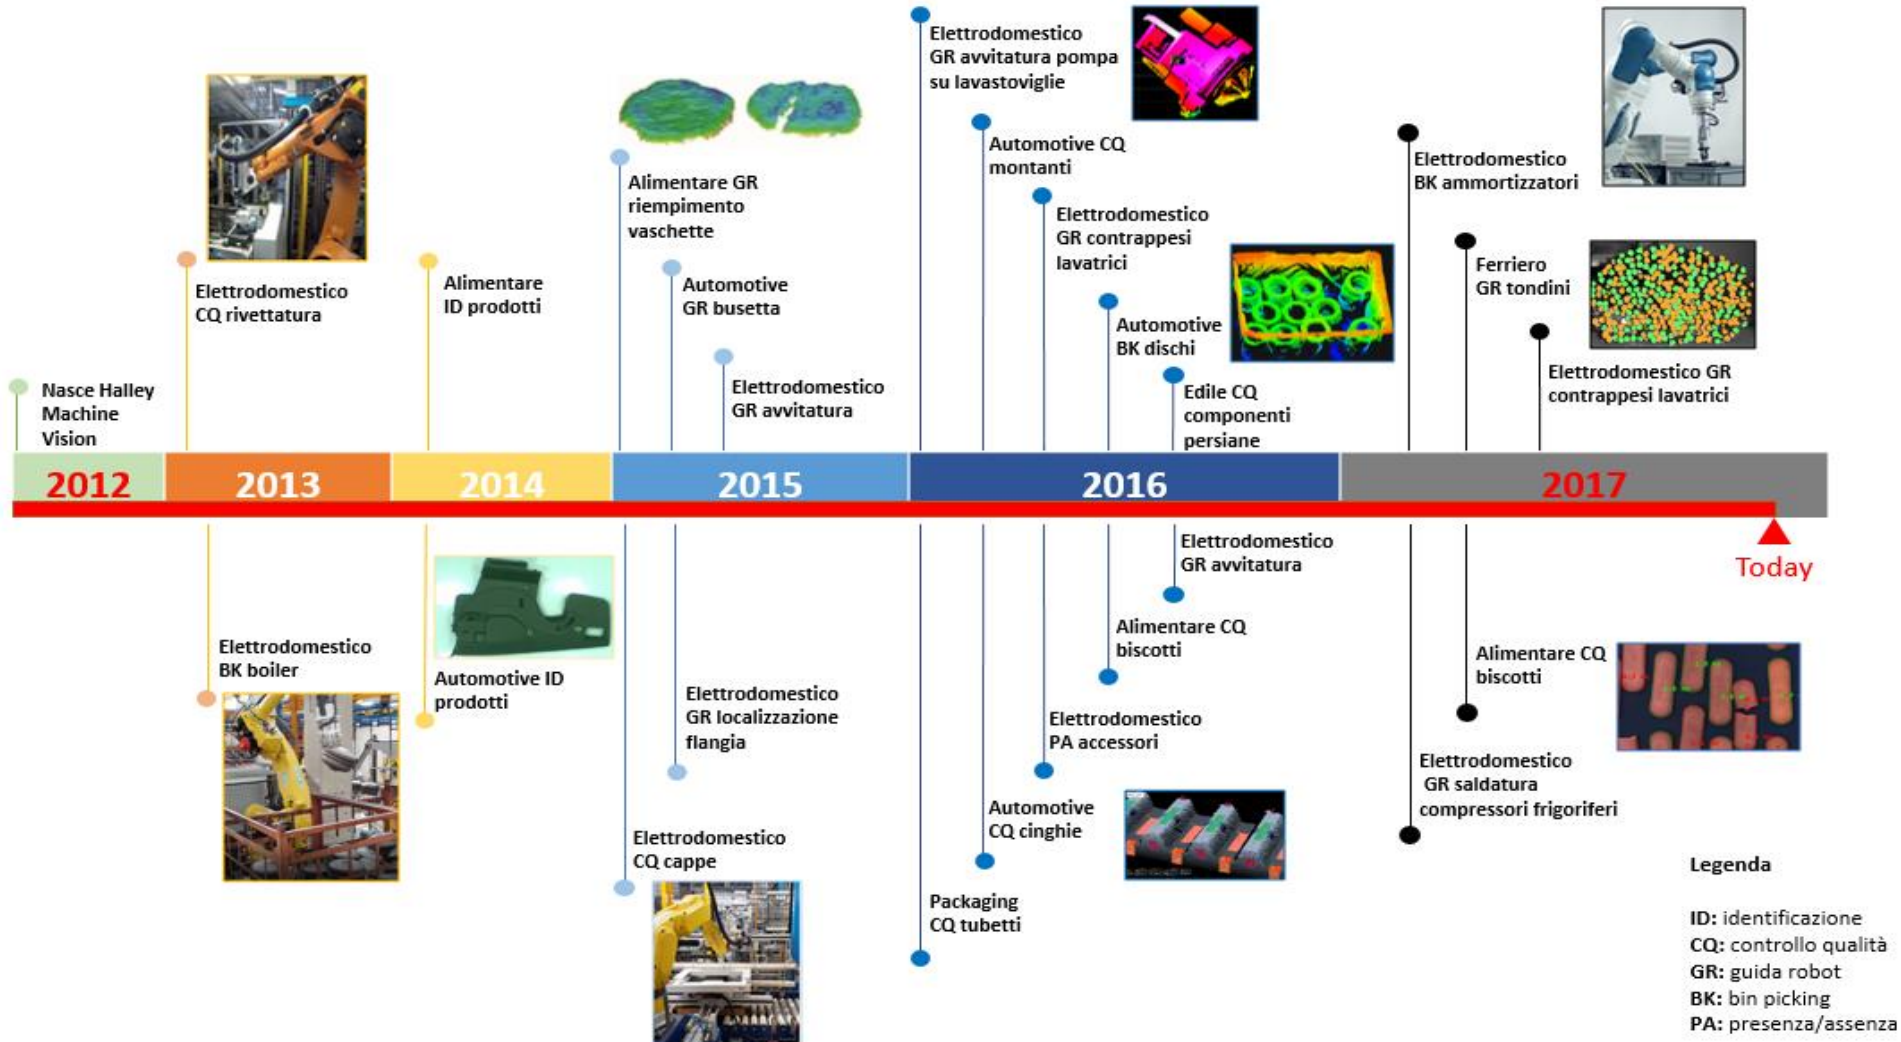 Elettrodomestico
GR avvitatura pompa
su lavastoviglie
Automotive CQ
montanti
Elettrodomestico
BK ammortizzatori
Alimentare GR
riempimento
vaschette
Elettrodomestico
GR contrappesi
lavatrici
Ferriero
GR tondini
Elettrodomestico
CQ rivettatura
Alimentare
ID prodotti
Automotive
GR busetta
Automotive
BK dischi
Nasce Halley
Machine
Vision
Elettrodomestico
GR avvitatura
Edile CQ
componenti
persiane
Elettrodomestico GR
contrappesi lavatrici
2012
2013
2014
2015
2016
2017
Today
Elettrodomestico
GR avvitatura
Elettrodomestico
BK boiler
Automotive ID
prodotti
Elettrodomestico
GR localizzazione
flangia
Alimentare CQ
biscotti
Alimentare CQ
biscotti
Elettrodomestico
PA accessori
Elettrodomestico
GR saldatura
compressori frigoriferi
Elettrodomestico
CQ cappe
Automotive
CQ cinghie
Packaging
CQ tubetti
Legenda
ID: identificazione
CQ: controllo qualità
GR: guida robot
BK: bin picking
PA: presenza/assenza